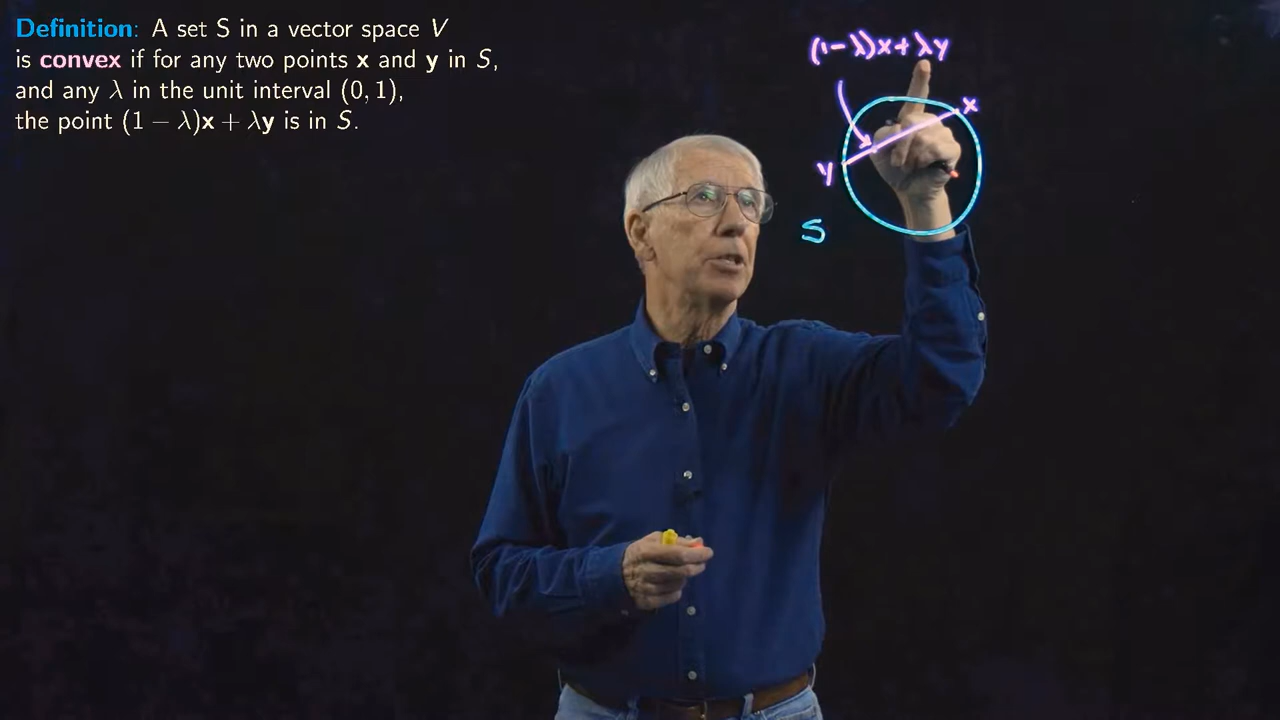 Definition: A set S in a vector space V
is convex if for any two points x and y in S,
and any λ in the unit interval (0, 1),
the point (1 − λ)x + λy is in S.
(1-λ)x+λy
x
y
S